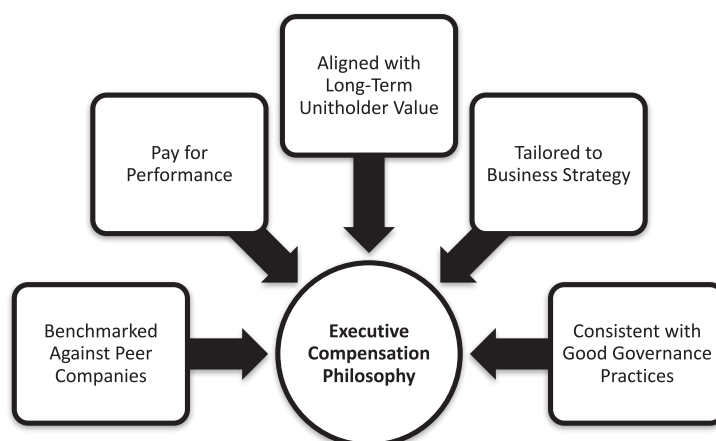 Aligned with
Long-Term
Unitholder Value
Pay for
Performance
Tailored to
Business Strategy
Benchmarked
Against Peer
Companies
Executive
Compensation
Philosophy
Consistent with
Good Governance
Practices